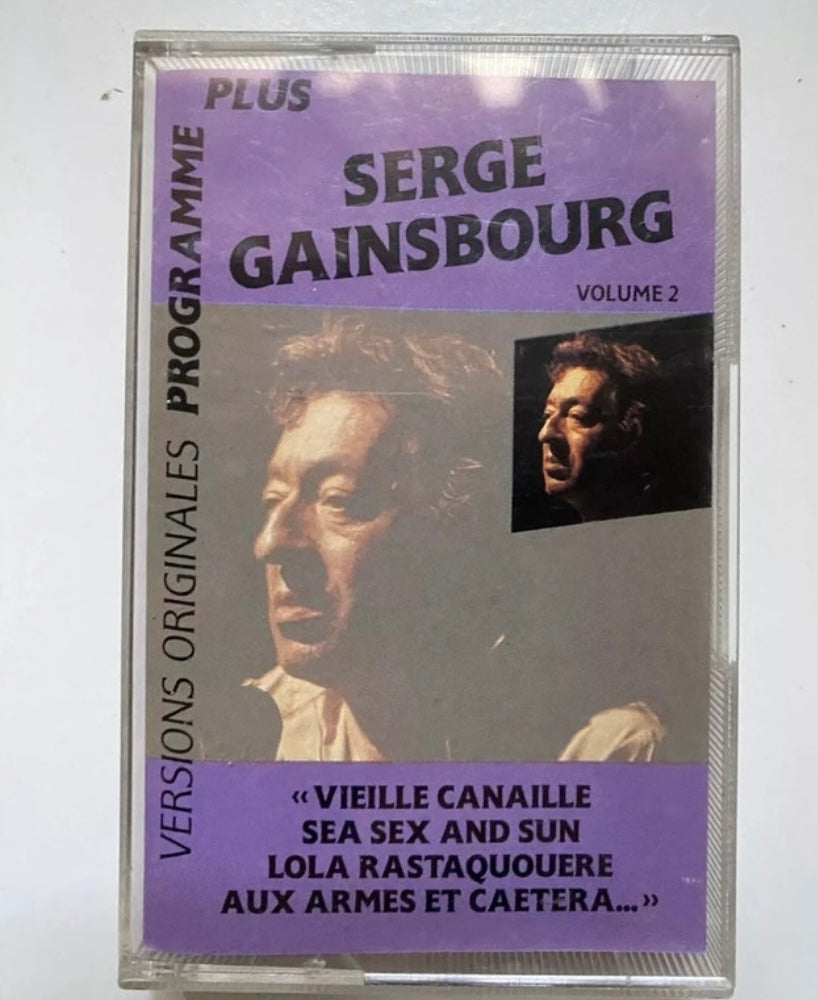 PLUS
VERSIONS ORIGINALES PROGRAMME
SERGE
GAINSBOURG
VOLUME 2
« VIEILLE CANAILLE
SEA SEX AND SUN
LOLA RASTAQUOUERE
AUX ARMES ET CAETERA... »